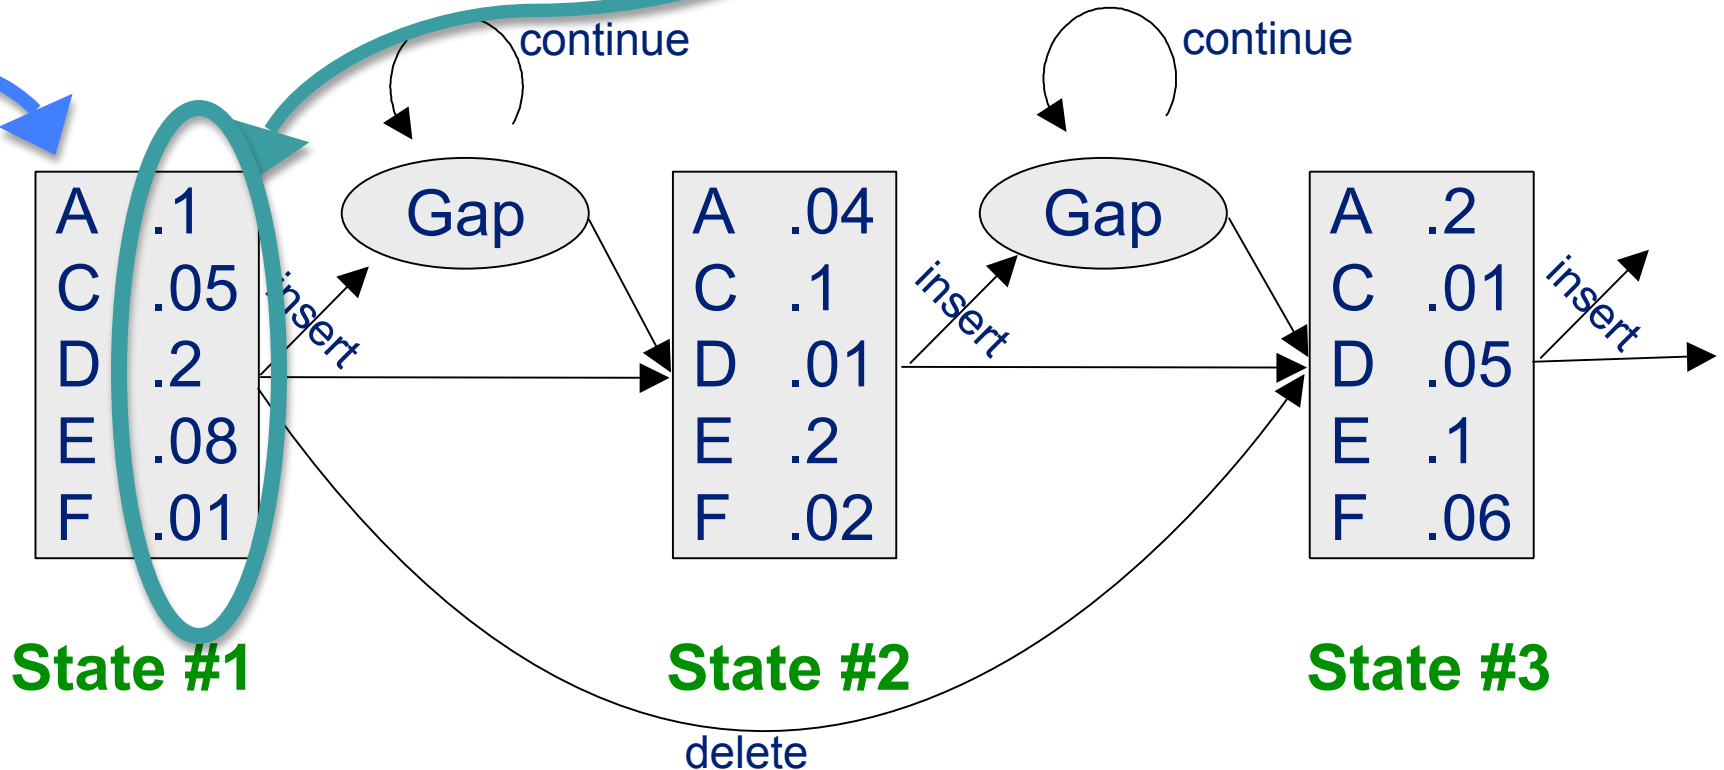 continue
continue
Gap
Gap
A .1
C .05
D .2
E .08
F .01
insert
A .04
C .1
D .01
E .2
F .02
insert
A .2
C .01
D .05
E .1
F .06
insert
State #1
State #2
State #3
delete